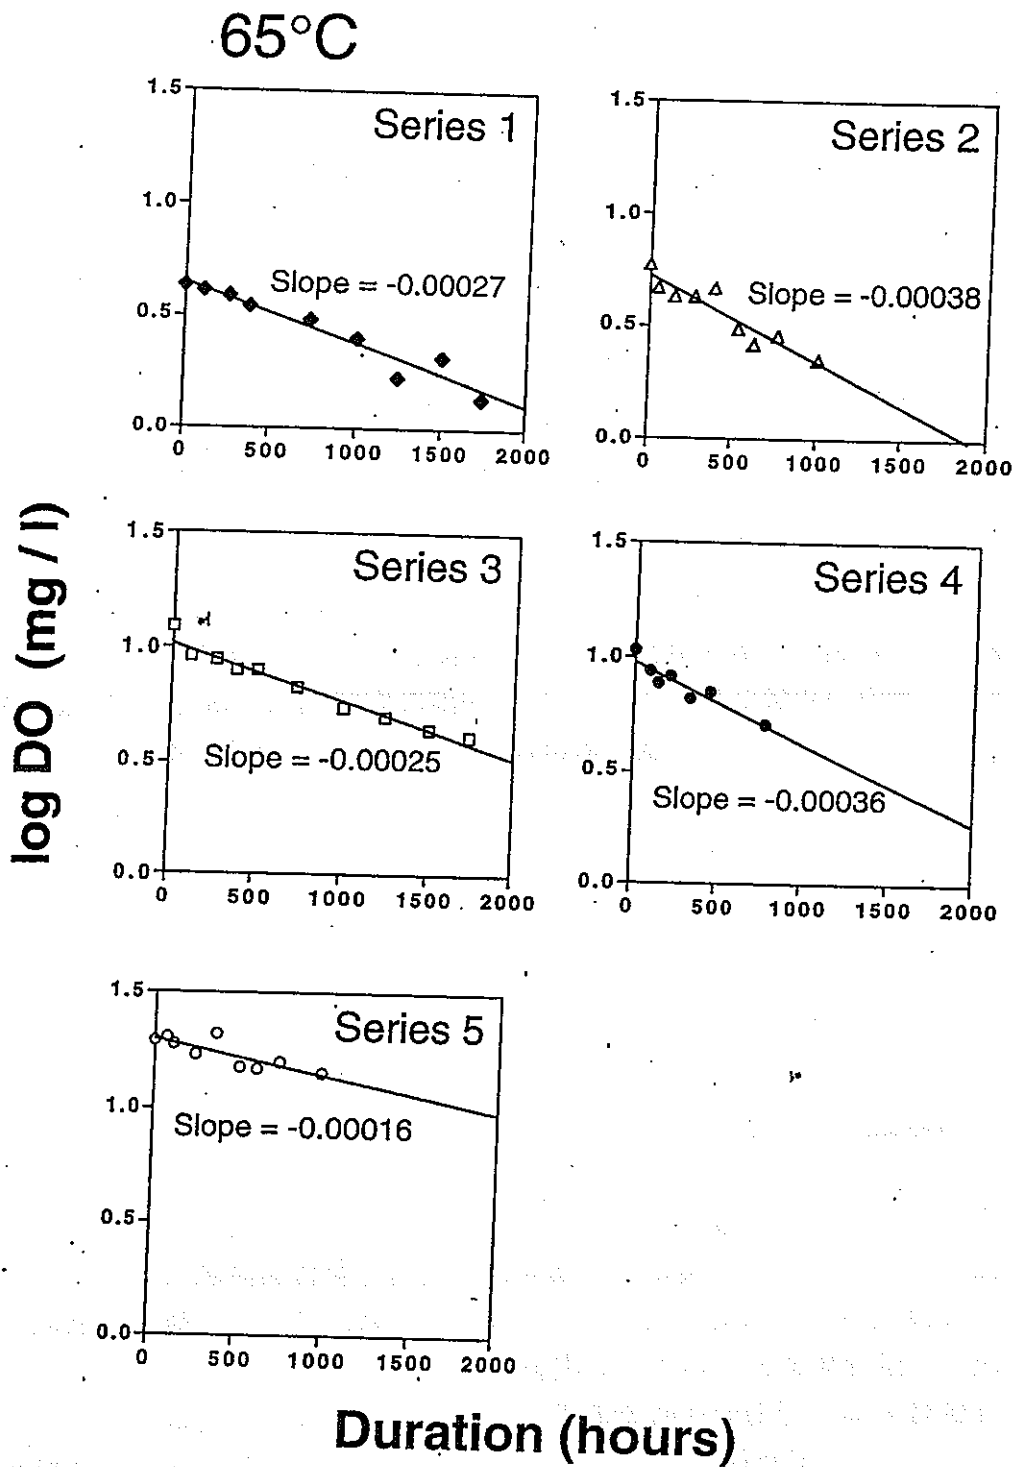 65°C
log DO (mg / l)
1.5
1.0
0.5
0.0
Series 1
Slope = -0.00027
0 500 1000 1500 2000
1.5
1.0
0.5
0.0
Series 2
Slope = -0.00038
0 500 1000 1500 2000
1.5
1.0
0.5
0.0
Series 3
Slope = -0.00025
0 500 1000 1500 2000
1.5
1.0
0.5
0.0
Series 4
Slope = -0.00036
0 500 1000 1500 2000
1.5
1.0
0.5
0.0
Series 5
Slope = -0.00016
0 500 1000 1500 2000
Duration (hours)